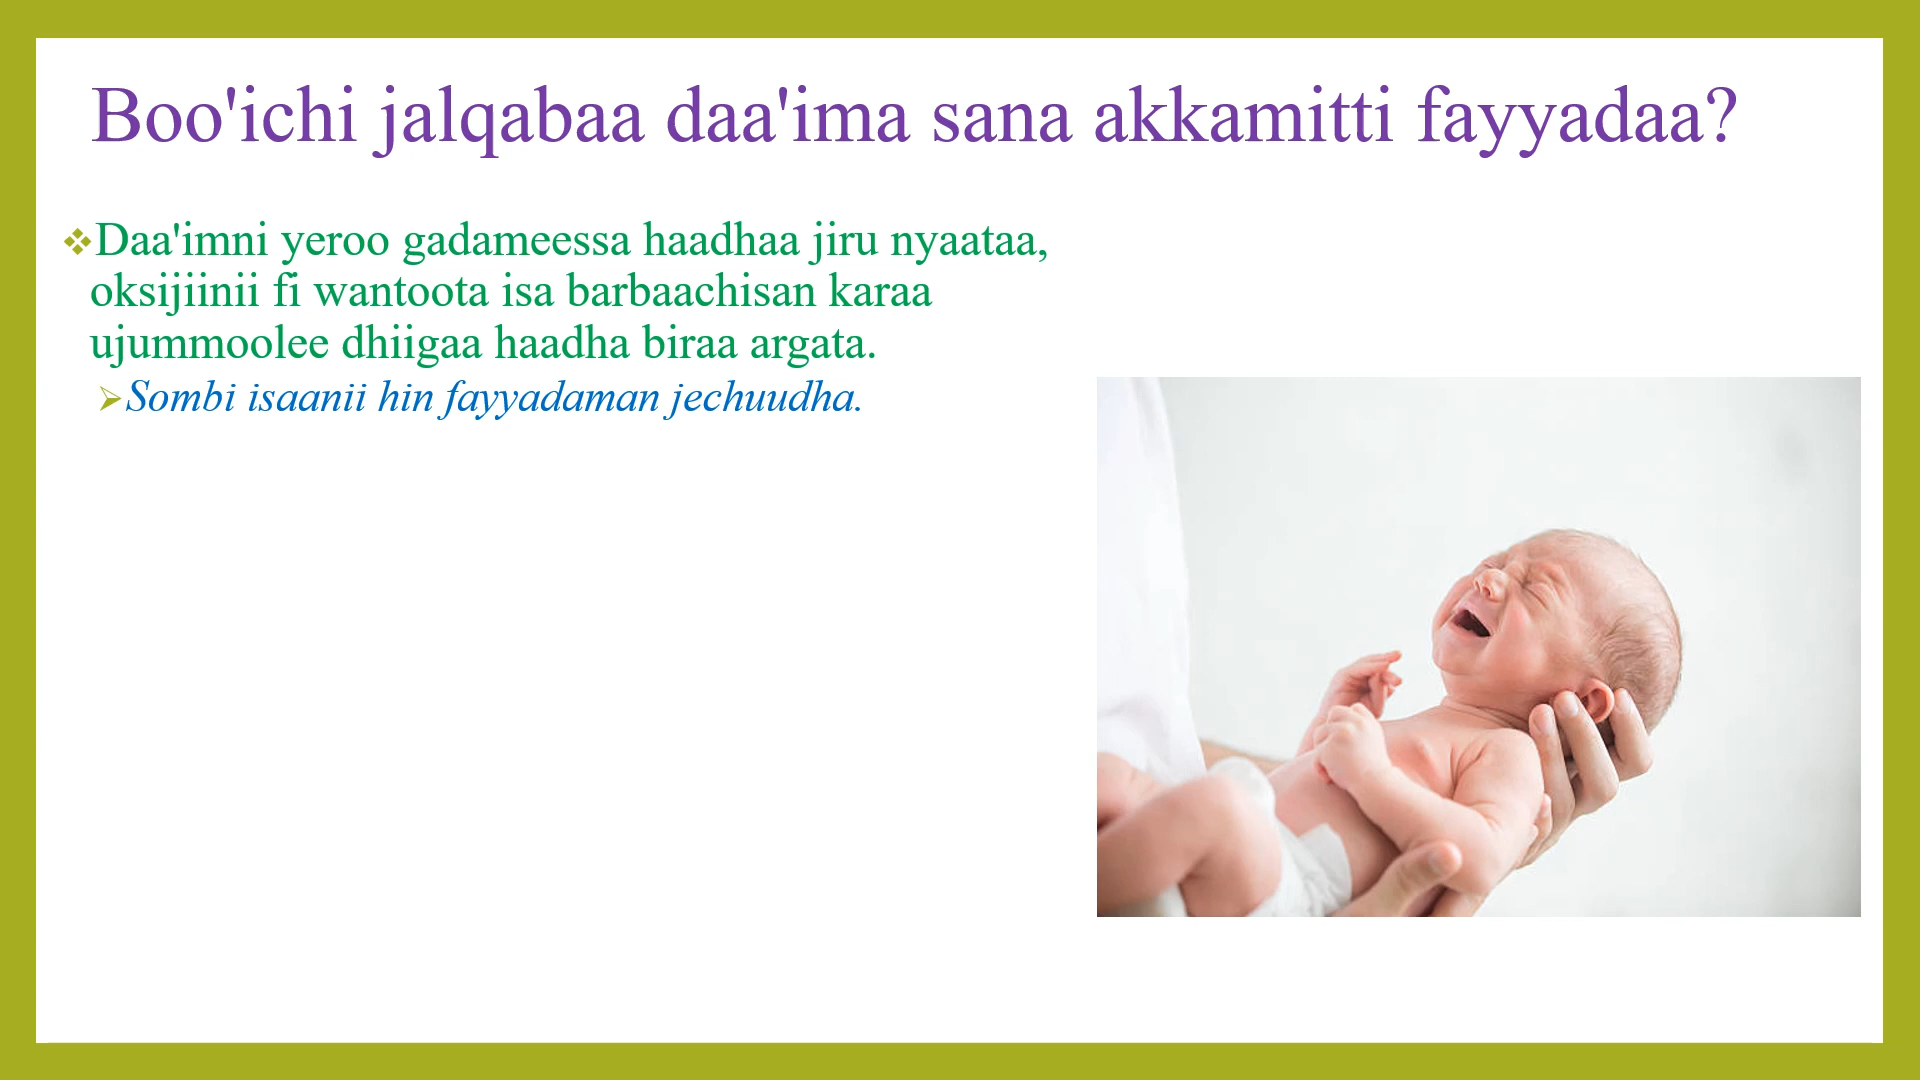 Boo'ichi jalqabaa daa'ima sana akkamitti fayyadaa?
❖Daa'imni yeroo gadameessa haadhaa jiru nyaataa,
oksijiinii fi wantoota isa barbaachisan karaa
ujummoolee dhiigaa haadha biraa argata.
➢Sombi isaanii hin fayyadaman jechuudha.